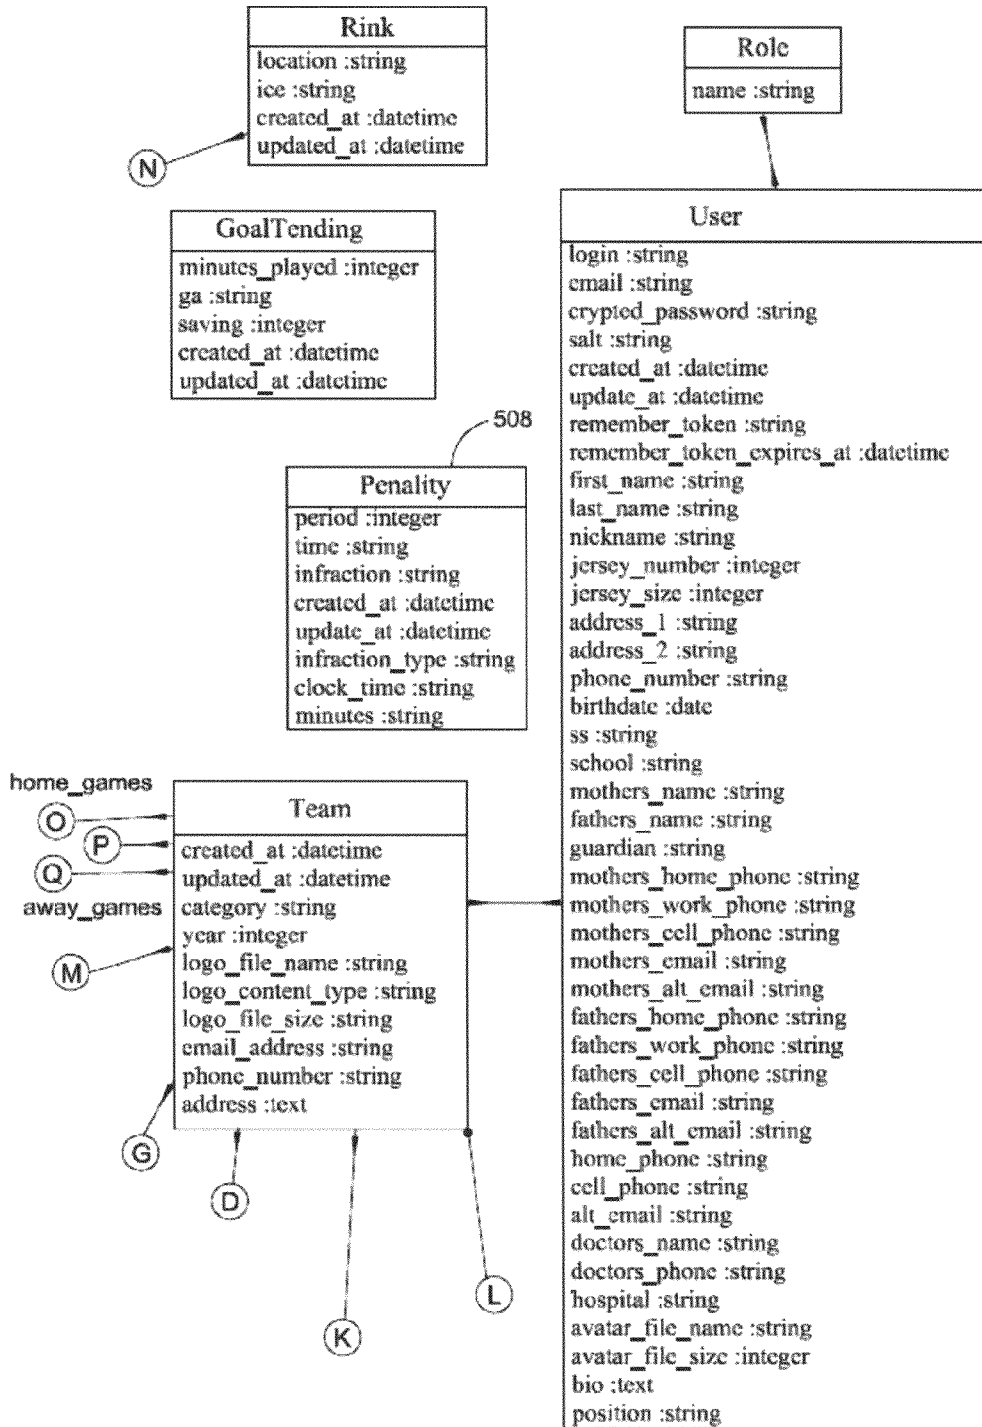 Rink
location :string
ice :string
created_at :datetime
updated_at :datetime
N
Role
name :string
GoalTending
minutes_played :integer
ga :string
saving :integer
created_at :datetime
updated_at :datetime
508
Penality
period :integer
time :string
infraction :string
created_at :datetime
update_at :datetime
infraction_type :string
clock_time :string
minutes :string
home_games
O
P
Q
away_games
M
G
D
K
L
Team
created_at :datetime
updated_at :datetime
category :string
year :integer
logo_file_name :string
logo_content_type :string
logo_file_size :string
email_address :string
phone_number :string
address :text
User
login :string
email :string
crypted_password :string
salt :string
created_at :datetime
update_at :datetime
remember_token :string
remember_token_expires_at :datetime
first_name :string
last_name :string
nickname :string
jersey_number :integer
jersey_size :integer
address_1 :string
address_2 :string
phone_number :string
birthdate :date
ss :string
school :string
mothers_name :string
fathers_name :string
guardian :string
mothers_home_phone :string
mothers_work_phone :string
mothers_cell_phone :string
mothers_email :string
mothers_alt_email :string
fathers_home_phone :string
fathers_work_phone :string
fathers_cell_phone :string
fathers_email :string
fathers_alt_email :string
home_phone :string
cell_phone :string
alt_email :string
doctors_name :string
doctors_phone :string
hospital :string
avatar_file_name :string
avatar_file_size :integer
bio :text
position :string